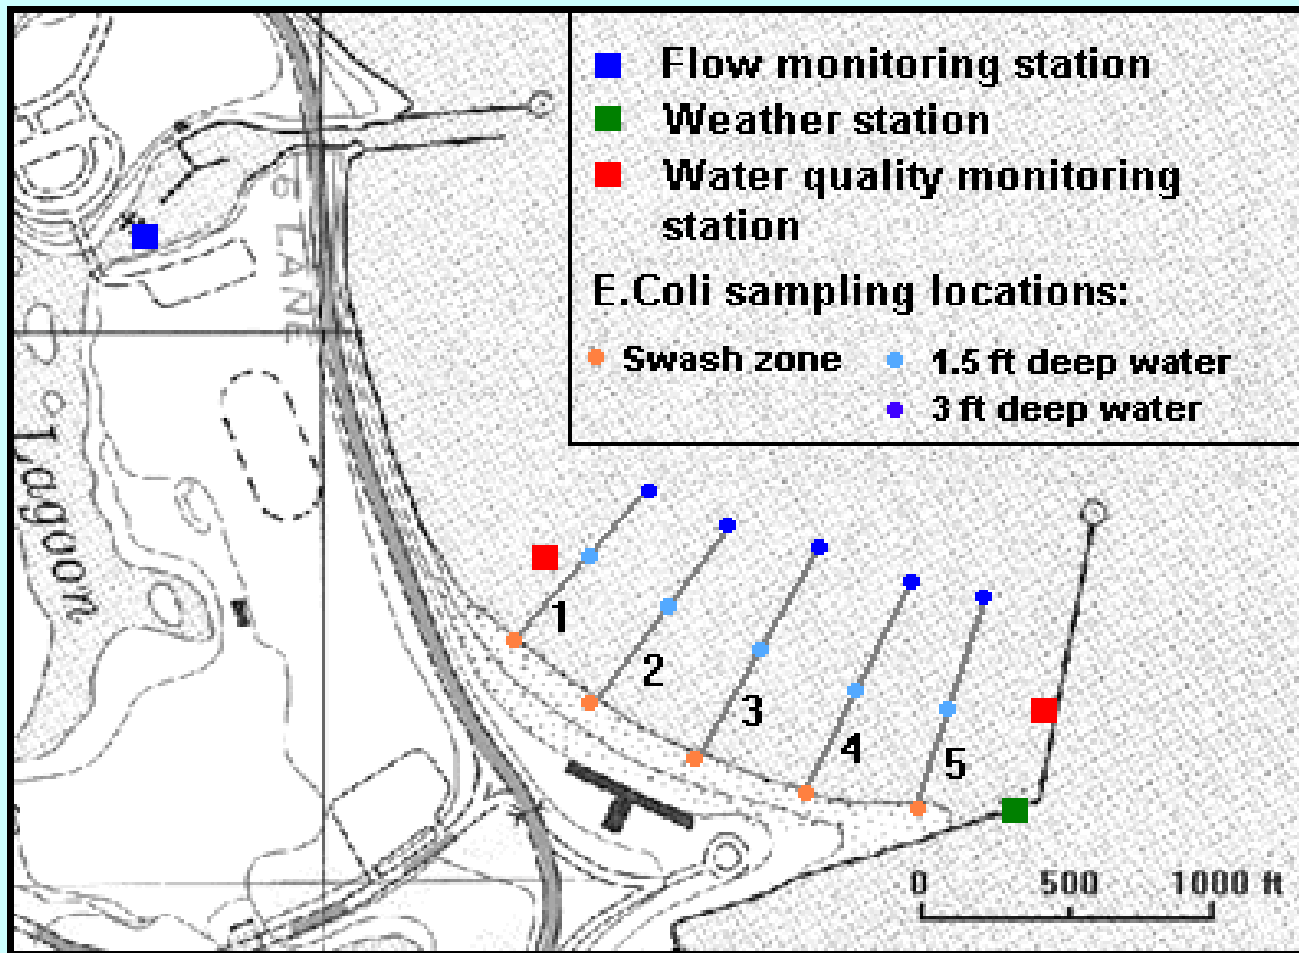 Flow monitoring station
Weather station
Water quality monitoring
station
E.Coli sampling locations:
Swash zone
1.5 ft deep water
3 ft deep water
6 LANE
Lagoon
1
2
3
4
5
0 500 1000 ft